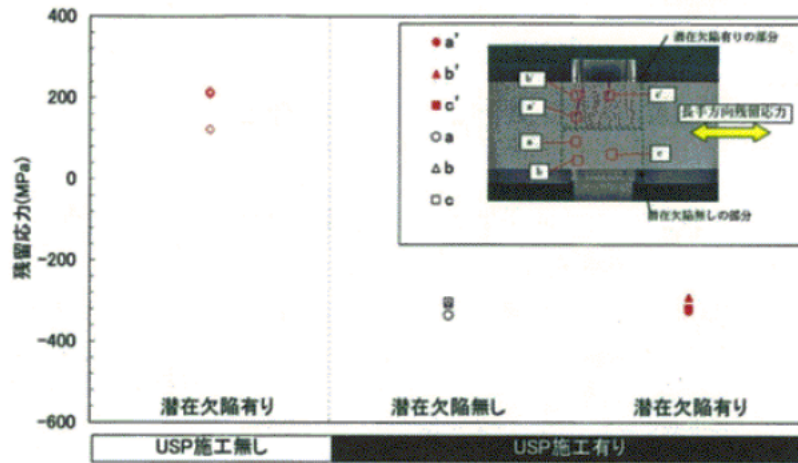 400
200
0
−200
−400
−600
残留応力(MPa)
a'
b'
c'
a
b
c
潜在欠陥有りの部分
b'
a'
c'
a
b
c
長手方向残留応力
潜在欠陥無しの部分
潜在欠陥有り
潜在欠陥無し
潜在欠陥有り
USP施工無し
USP施工有り